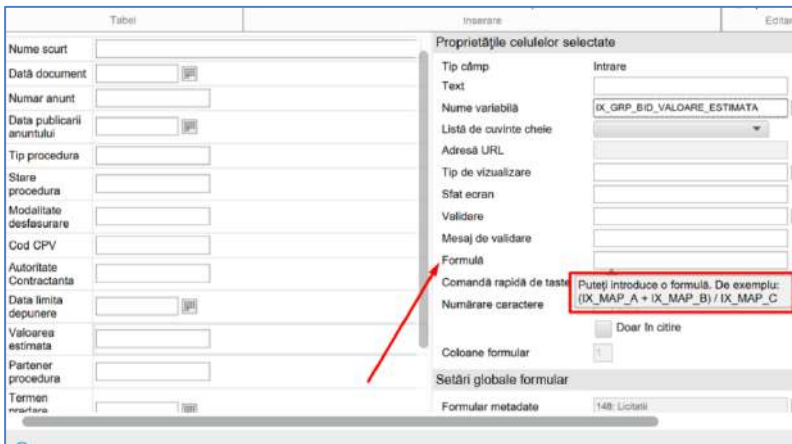 Tabel
Inserare
Editar
Nume scurt
Dată document
Numar anunt
Data publicarii
anuntului
Tip procedura
Stare
procedura
Modalitate
desfasurare
Cod CPV
Autoritate
Contractanta
Data limita
depunere
Valoarea
estimata
Partener
procedura
Termen
predare
Proprietățile celulelor selectate
Tip câmp Intrare
Text
Nume variabilă IX_GRP_BID_VALOARE_ESTIMATA
Listă de cuvinte cheie
Adresă URL
Tip de vizualizare
Sfat ecran
Validare
Mesaj de validare
Formulă
Comandă rapidă de taste
Puteți introduce o formulă. De exemplu:
(IX_MAP_A + IX_MAP_B) / IX_MAP_C
Numărare caractere
Doar în citire
Coloane formular 1
Setări globale formular
Formular metadate 148: Licitatii